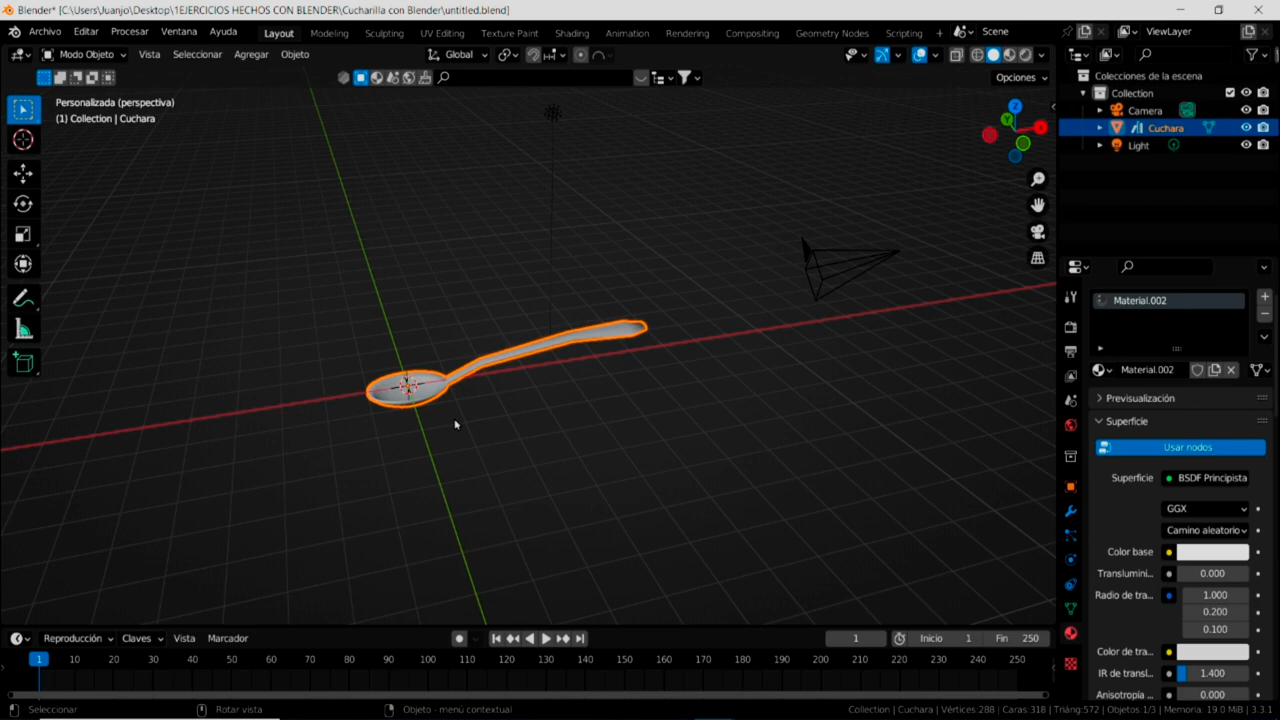 Blender* [C:\Users\Juanjo\Desktop\1EJERCICIOS HECHOS CON BLENDER\Cucharilla con Blender\untitled.blend]
Archivo Editar Procesar Ventana Ayuda Layout Modeling Sculpting UV Editing Texture Paint Shading Animation Rendering Compositing Geometry Nodes Scripting + Scene ViewLayer
Modo Objeto Vista Seleccionar Agregar Objeto Global
Opciones
Personalizada (perspectiva)
(1) Collection | Cuchara
Z
Y
X
Colecciones de la escena
Collection
Camera
Cuchara
Light
Material.002
Material.002
Previsualización
Superficie
Usar nodos
Superficie BSDF Principista
GGX
Camino aleatorio
Color base
Translumini... 0.000
Radio de tra... 1.000
0.200
0.100
Color de tra...
IR de transl... 1.400
Anisotropía ... 0.000
Reproducción Claves Vista Marcador 1 Inicio 1 Fin 250
1 10 20 30 40 50 60 70 80 90 100 110 120 130 140 150 160 170 180 190 200 210 220 230 240 250
Seleccionar Rotar vista Objeto - menú contextual Collection | Cuchara | Vértices:288 | Caras:318 | Triáng:572 | Objetos:1/3 | Memoria: 19.0 MiB | 3.3.1